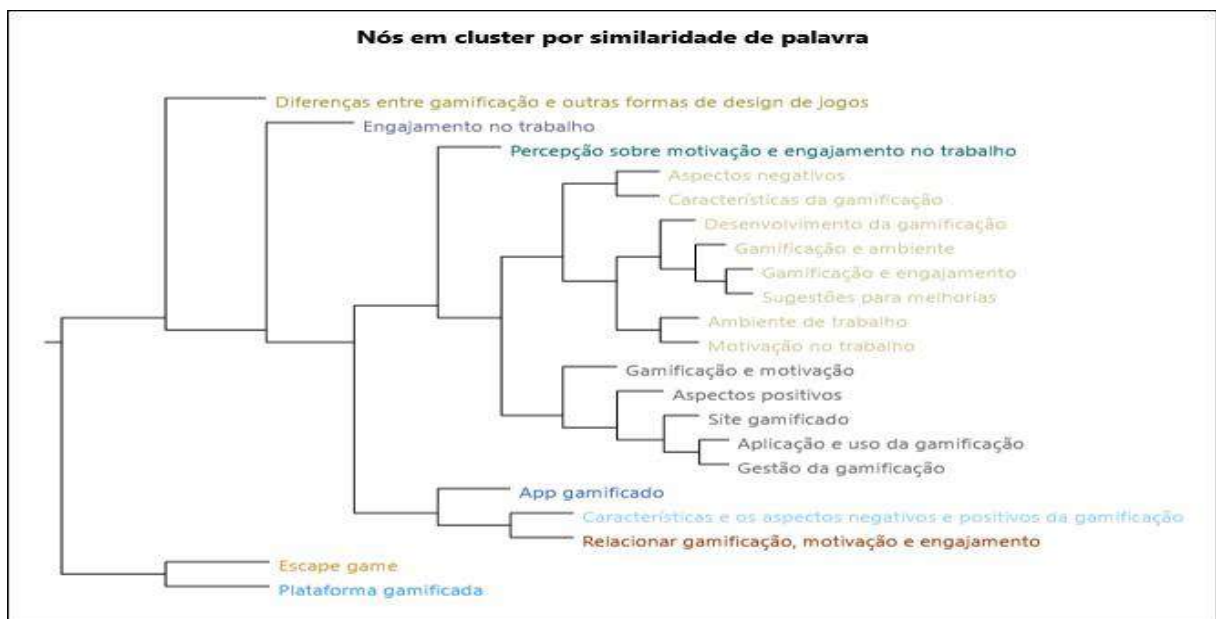 Nós em cluster por similaridade de palavra
Diferenças entre gamificação e outras formas de design de jogos
Engajamento no trabalho
Percepção sobre motivação e engajamento no trabalho
Aspectos negativos
Características da gamificação
Desenvolvimento da gamificação
Gamificação e ambiente
Gamificação e engajamento
Sugestões para melhorias
Ambiente de trabalho
Motivação no trabalho
Gamificação e motivação
Aspectos positivos
Site gamificado
Aplicação e uso da gamificação
Gestão da gamificação
App gamificado
Características e os aspectos negativos e positivos da gamificação
Relacionar gamificação, motivação e engajamento
Escape game
Plataforma gamificada